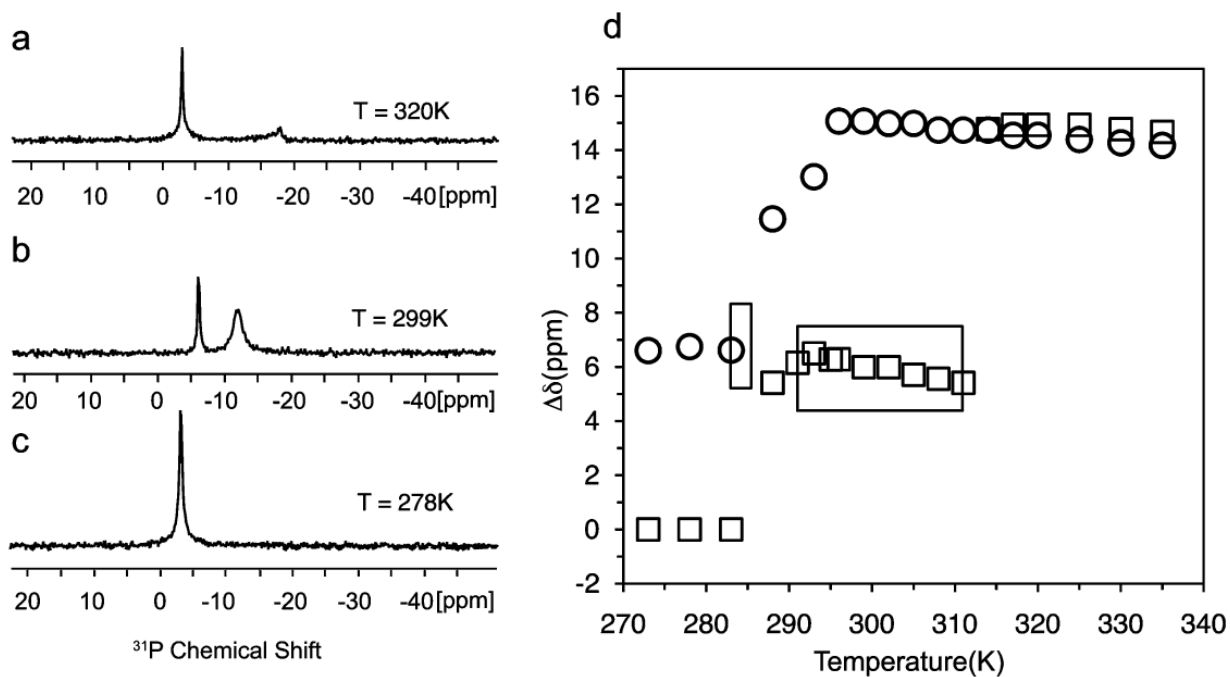 a
T = 320K
20 10 0 -10 -20 -30 -40[ppm]
b
T = 299K
20 10 0 -10 -20 -30 -40[ppm]
c
T = 278K
20 10 0 -10 -20 -30 -40[ppm]
³¹P Chemical Shift
d
16
14
12
10
8
6
4
2
0
-2
Δδ(ppm)
270 280 290 300 310 320 330 340
Temperature(K)